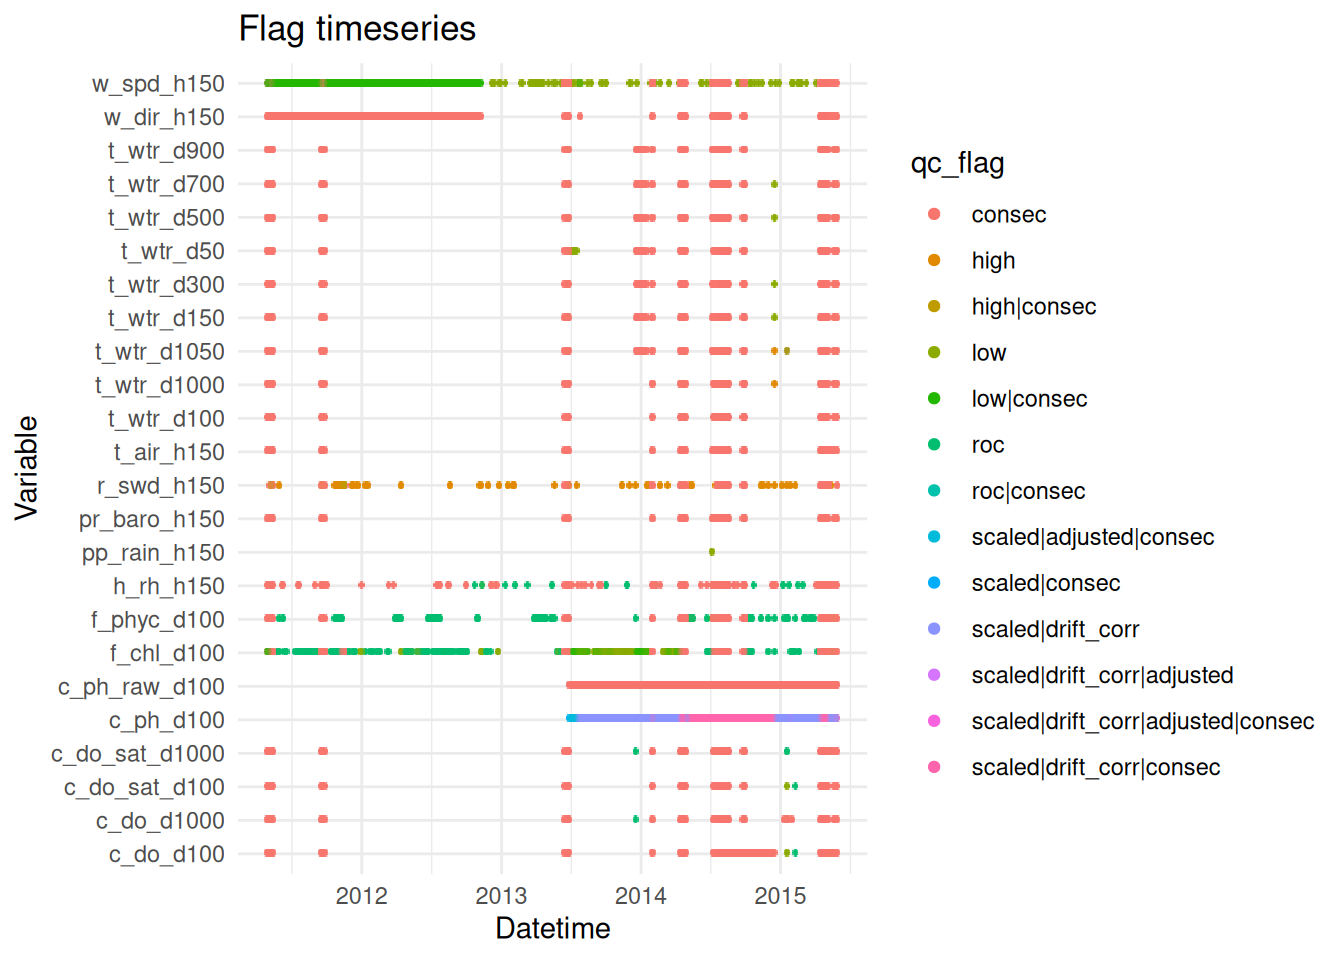 Flag timeseries
w_spd_h150
w_dir_h150
t_wtr_d900
t_wtr_d700
t_wtr_d500
t_wtr_d50
t_wtr_d300
t_wtr_d150
t_wtr_d1050
t_wtr_d1000
t_wtr_d100
t_air_h150
r_swd_h150
pr_baro_h150
pp_rain_h150
h_rh_h150
f_phyc_d100
f_chl_d100
c_ph_raw_d100
c_ph_d100
c_do_sat_d1000
c_do_sat_d100
c_do_d1000
c_do_d100
Variable
2012 2013 2014 2015
Datetime
qc_flag
consec
high
high|consec
low
low|consec
roc
roc|consec
scaled|adjusted|consec
scaled|consec
scaled|drift_corr
scaled|drift_corr|adjusted
scaled|drift_corr|adjusted|consec
scaled|drift_corr|consec